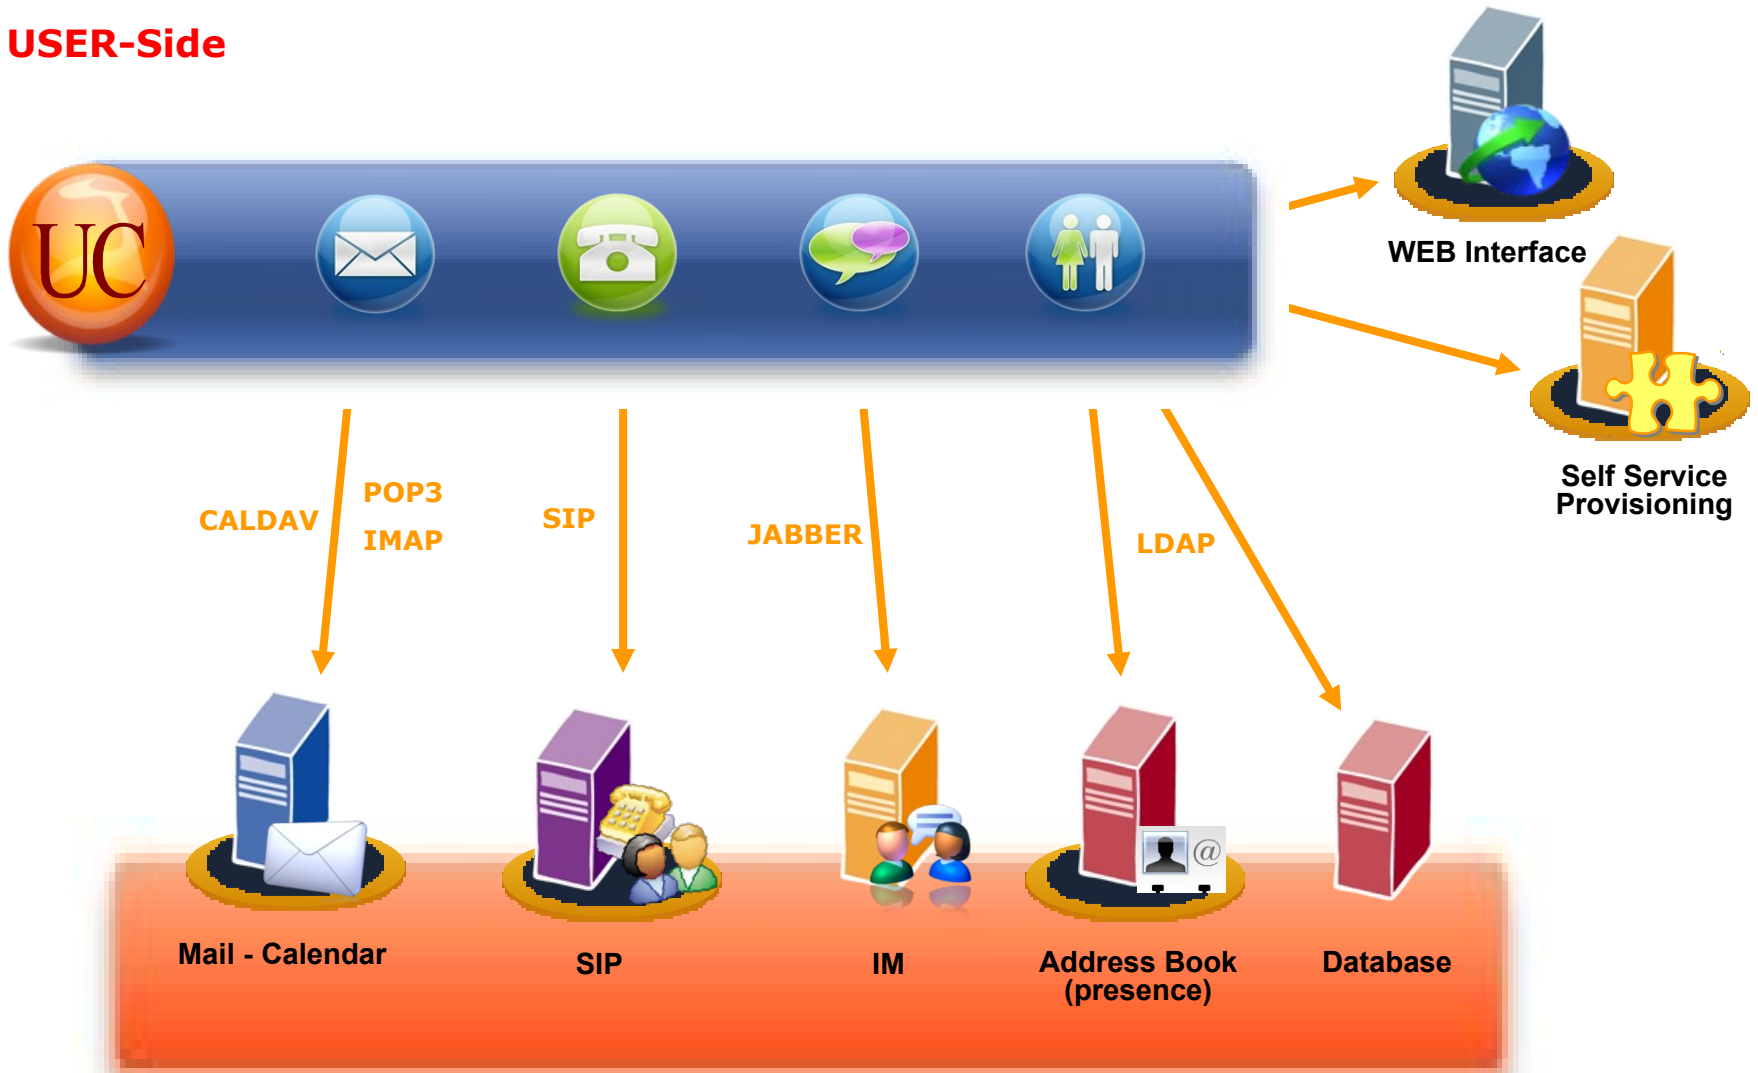 USER-Side
UC
WEB Interface
Self Service
Provisioning
CALDAV
POP3
IMAP
SIP
JABBER
LDAP
@
Mail - Calendar
SIP
IM
Address Book
(presence)
Database